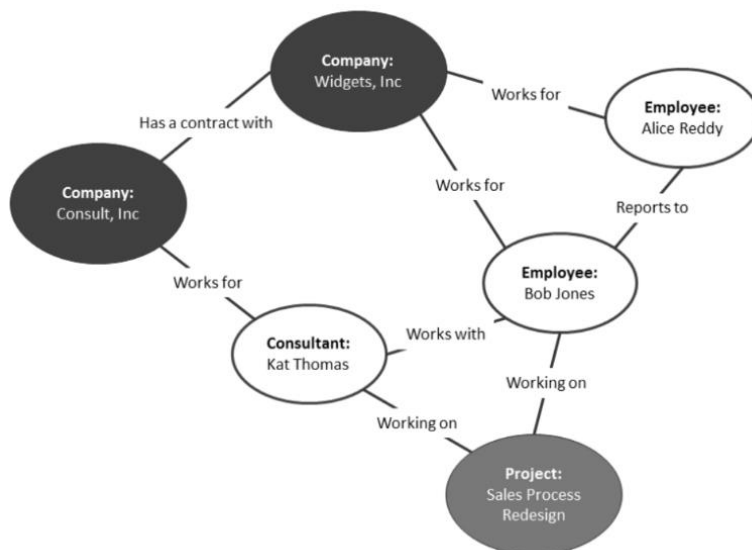 Company:
Widgets, Inc
Works for
Employee:
Alice Reddy
Has a contract with
Company:
Consult, Inc
Works for
Reports to
Employee:
Bob Jones
Works for
Consultant:
Kat Thomas
Works with
Working on
Working on
Project:
Sales Process
Redesign